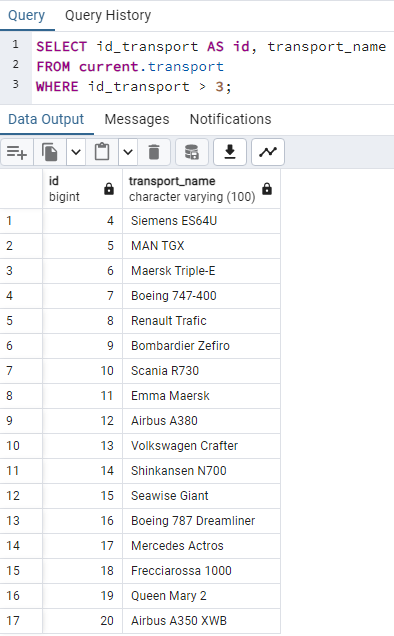 Query Query History
1 SELECT id_transport AS id, transport_name
2 FROM current.transport
3 WHERE id_transport > 3;
Data Output Messages Notifications
id transport_name
bigint character varying (100)
1 4 Siemens ES64U
2 5 MAN TGX
3 6 Maersk Triple-E
4 7 Boeing 747-400
5 8 Renault Trafic
6 9 Bombardier Zefiro
7 10 Scania R730
8 11 Emma Maersk
9 12 Airbus A380
10 13 Volkswagen Crafter
11 14 Shinkansen N700
12 15 Seawise Giant
13 16 Boeing 787 Dreamliner
14 17 Mercedes Actros
15 18 Frecciarossa 1000
16 19 Queen Mary 2
17 20 Airbus A350 XWB